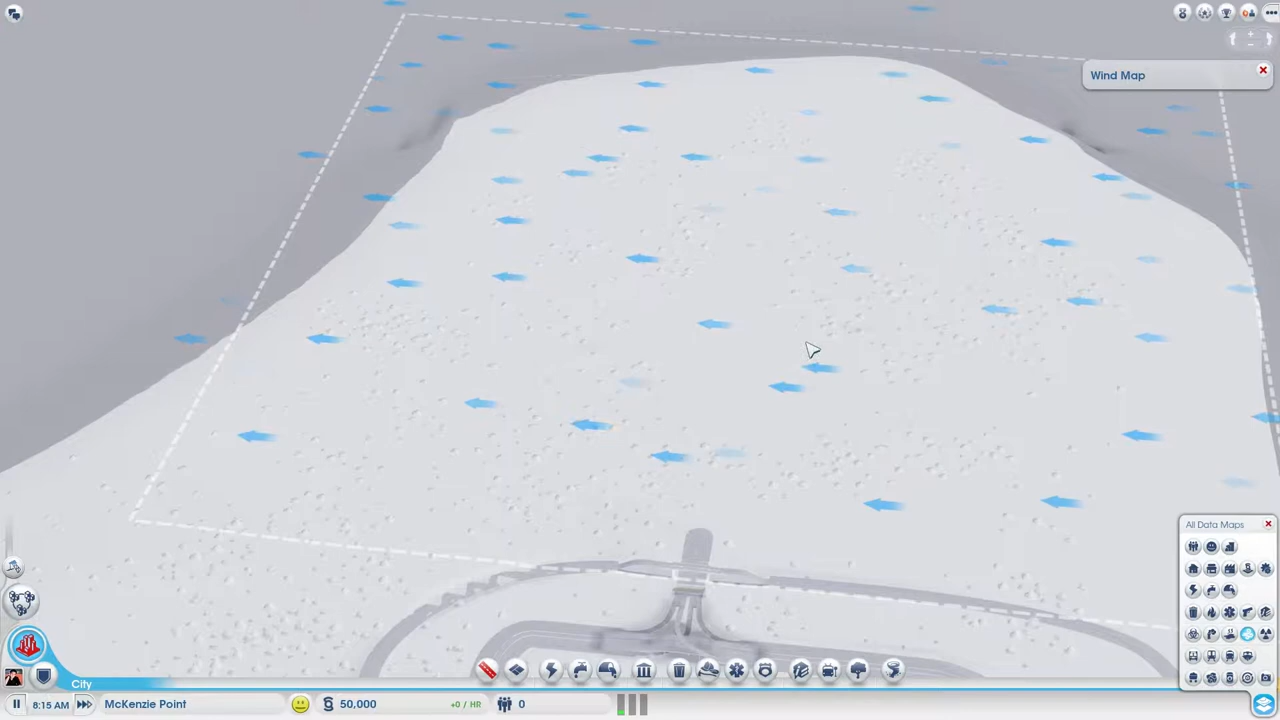 Wind Map
All Data Maps
City
8:15 AM
McKenzie Point
50,000
+0 / HR
0